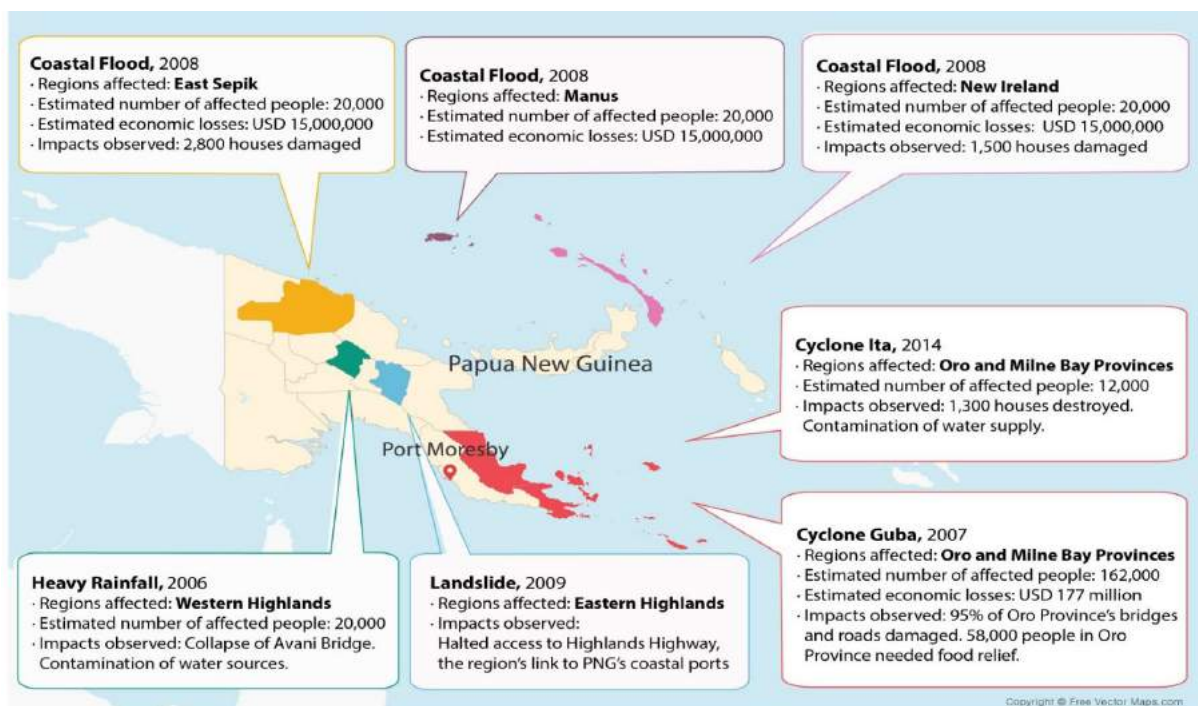 Coastal Flood, 2008
· Regions affected: East Sepik
· Estimated number of affected people: 20,000
· Estimated economic losses: USD 15,000,000
· Impacts observed: 2,800 houses damaged
Coastal Flood, 2008
· Regions affected: Manus
· Estimated number of affected people: 20,000
· Estimated economic losses: USD 15,000,000
Coastal Flood, 2008
· Regions affected: New Ireland
· Estimated number of affected people: 20,000
· Estimated economic losses: USD 15,000,000
· Impacts observed: 1,500 houses damaged
Papua New Guinea
Port Moresby
Cyclone Ita, 2014
· Regions affected: Oro and Milne Bay Provinces
· Estimated number of affected people: 12,000
· Impacts observed: 1,300 houses destroyed.
Contamination of water supply.
Heavy Rainfall, 2006
· Regions affected: Western Highlands
· Estimated number of affected people: 20,000
· Impacts observed: Collapse of Avani Bridge.
Contamination of water sources.
Landslide, 2009
· Regions affected: Eastern Highlands
· Impacts observed:
Halted access to Highlands Highway,
the region's link to PNG's coastal ports
Cyclone Guba, 2007
· Regions affected: Oro and Milne Bay Provinces
· Estimated number of affected people: 162,000
· Estimated economic losses: USD 177 million
· Impacts observed: 95% of Oro Province's bridges
and roads damaged. 58,000 people in Oro
Province needed food relief.
Copyright © Free Vector Maps.com